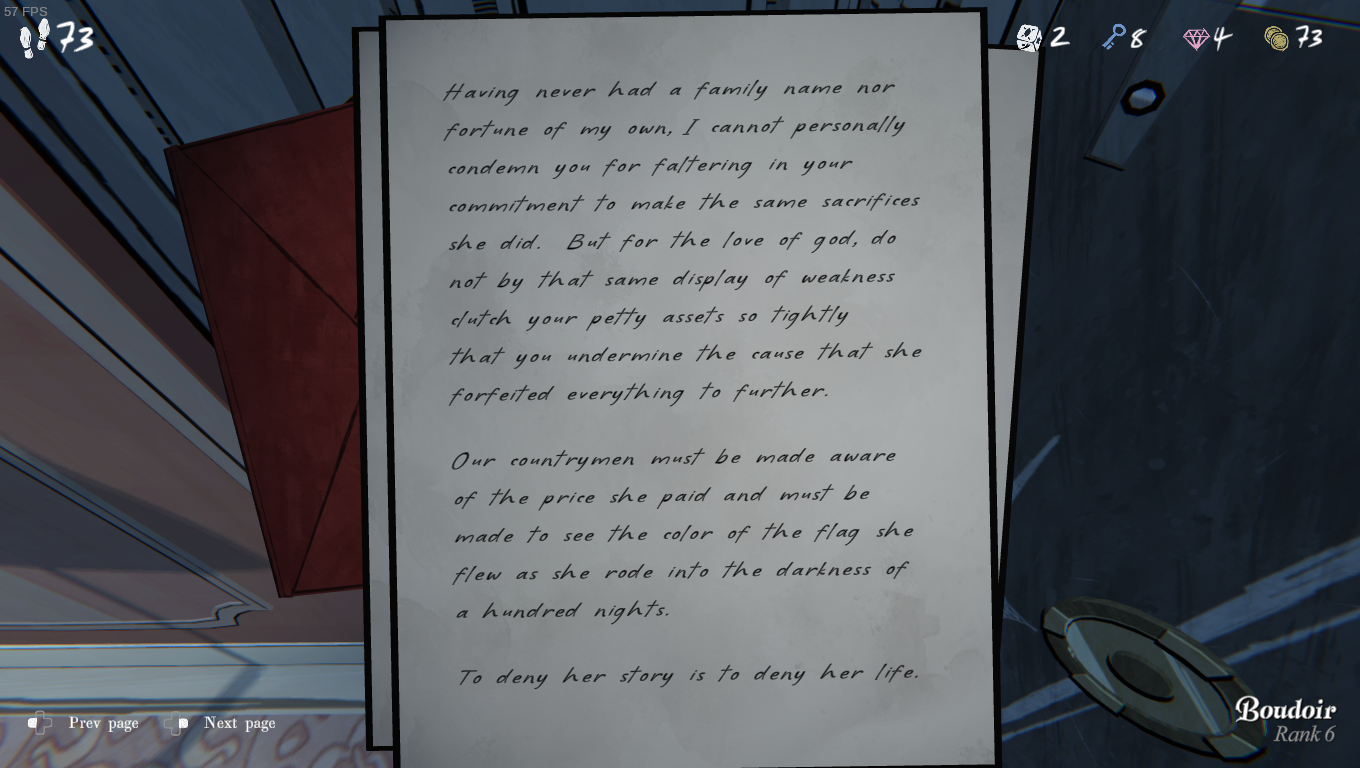 57 FPS
73
2
8
4
73
Having never had a family name nor
fortune of my own, I cannot personally
condemn you for faltering in your
commitment to make the same sacrifices
she did. But for the love of god, do
not by that same display of weakness
clutch your petty assets so tightly
that you undermine the cause that she
forfeited everything to further.
Our countrymen must be made aware
of the price she paid and must be
made to see the color of the flag she
flew as she rode into the darkness of
a hundred nights.
To deny her story is to deny her life.
Prev page
Next page
Boudoir
Rank 6